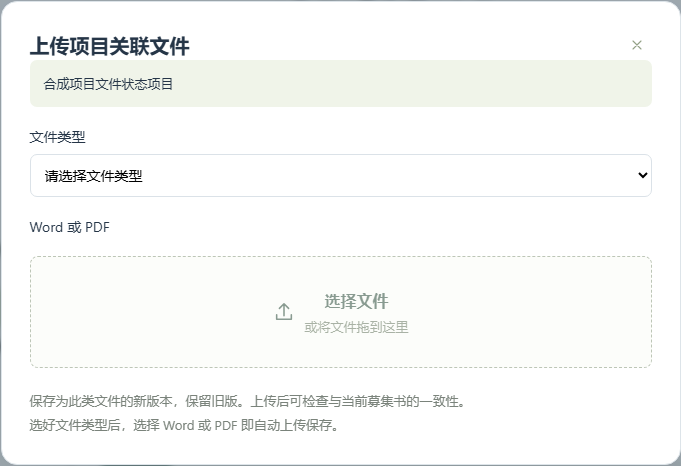 上传项目关联文件
×
合成项目文件状态项目
文件类型
请选择文件类型
Word 或 PDF
选择文件
或将文件拖到这里
保存为此类文件的新版本，保留旧版。上传后可检查与当前募集书的一致性。
选好文件类型后，选择 Word 或 PDF 即自动上传保存。